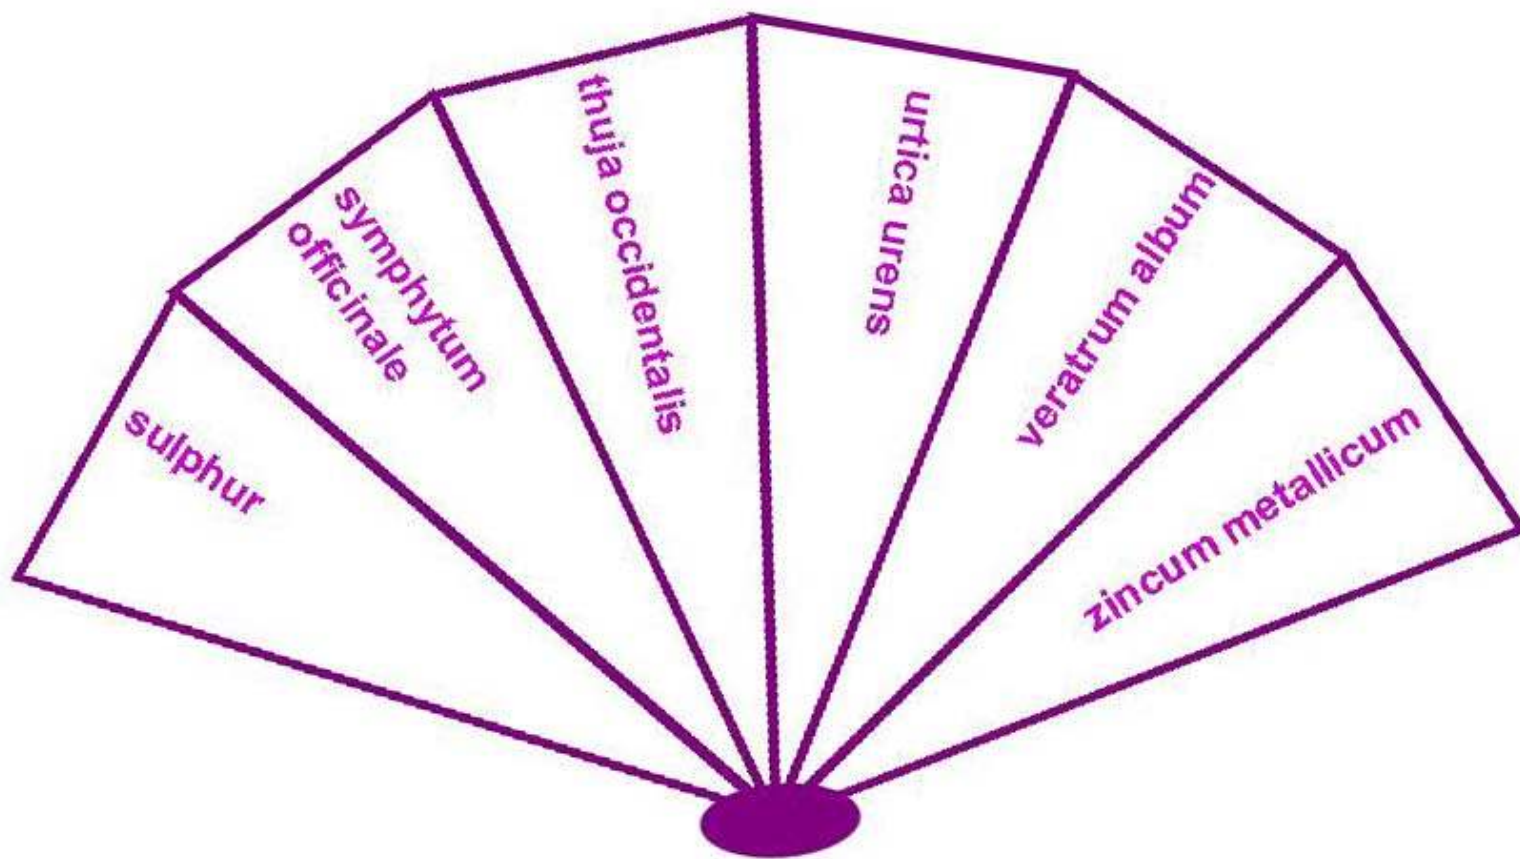 sulphur
symphytum
officinale
thuja occidentalis
urtica urens
veratrum album
zincum metallicum